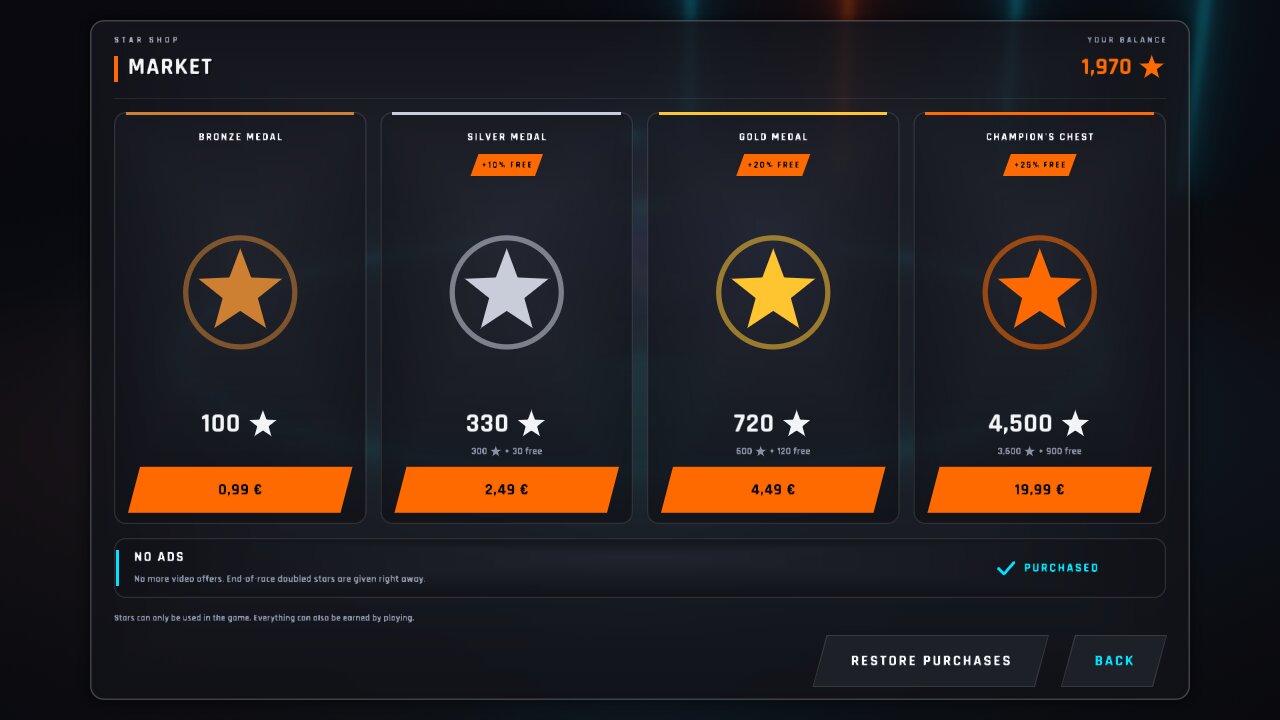 STAR SHOP
MARKET
YOUR BALANCE
1,970
BRONZE MEDAL
100
0,99 €
SILVER MEDAL
+10% FREE
330
300 ★ + 30 free
2,49 €
GOLD MEDAL
+20% FREE
720
600 ★ + 120 free
4,49 €
CHAMPION'S CHEST
+25% FREE
4,500
3,600 ★ + 900 free
19,99 €
NO ADS
No more video offers. End-of-race doubled stars are given right away.
PURCHASED
Stars can only be used in the game. Everything can also be earned by playing.
RESTORE PURCHASES
BACK